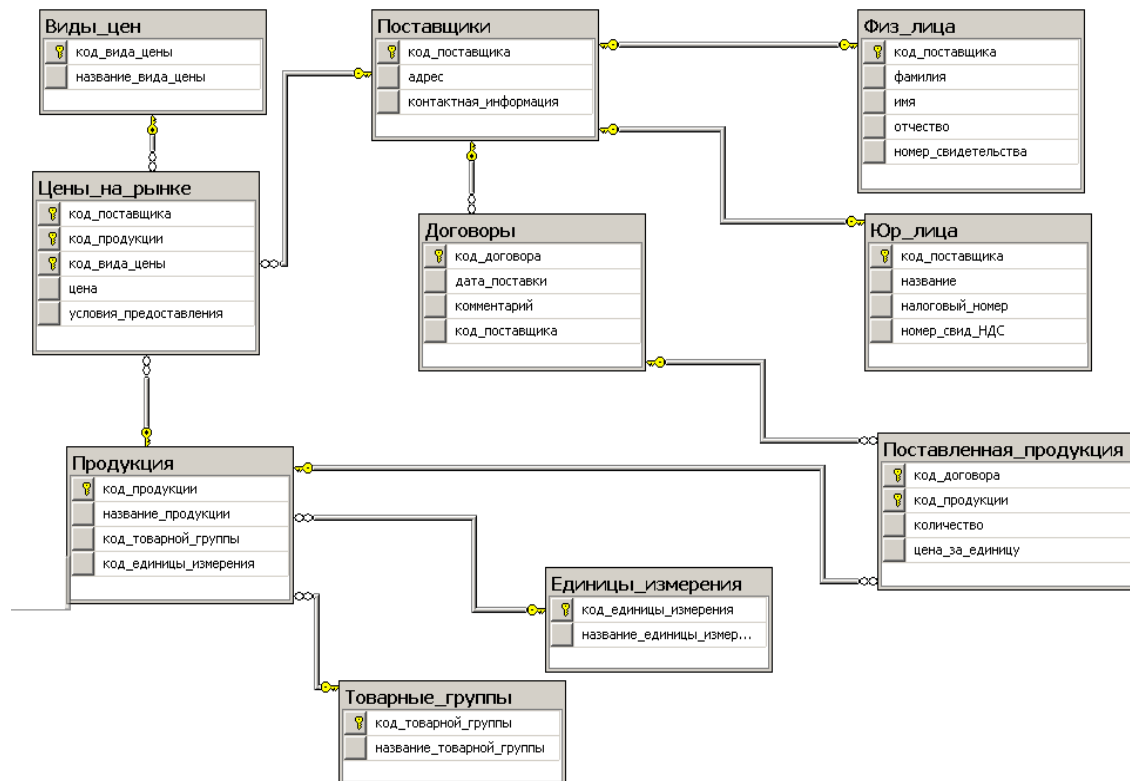 Виды_цен
код_вида_цены
название_вида_цены
Поставщики
код_поставщика
адрес
контактная_информация
Физ_лица
код_поставщика
фамилия
имя
отчество
номер_свидетельства
Цены_на_рынке
код_поставщика
код_продукции
код_вида_цены
цена
условия_предоставления
Договоры
код_договора
дата_поставки
комментарий
код_поставщика
Юр_лица
код_поставщика
название
налоговый_номер
номер_свид_НДС
Продукция
код_продукции
название_продукции
код_товарной_группы
код_единицы_измерения
Поставленная_продукция
код_договора
код_продукции
количество
цена_за_единицу
Единицы_измерения
код_единицы_измерения
название_единицы_измер...
Товарные_группы
код_товарной_группы
название_товарной_группы